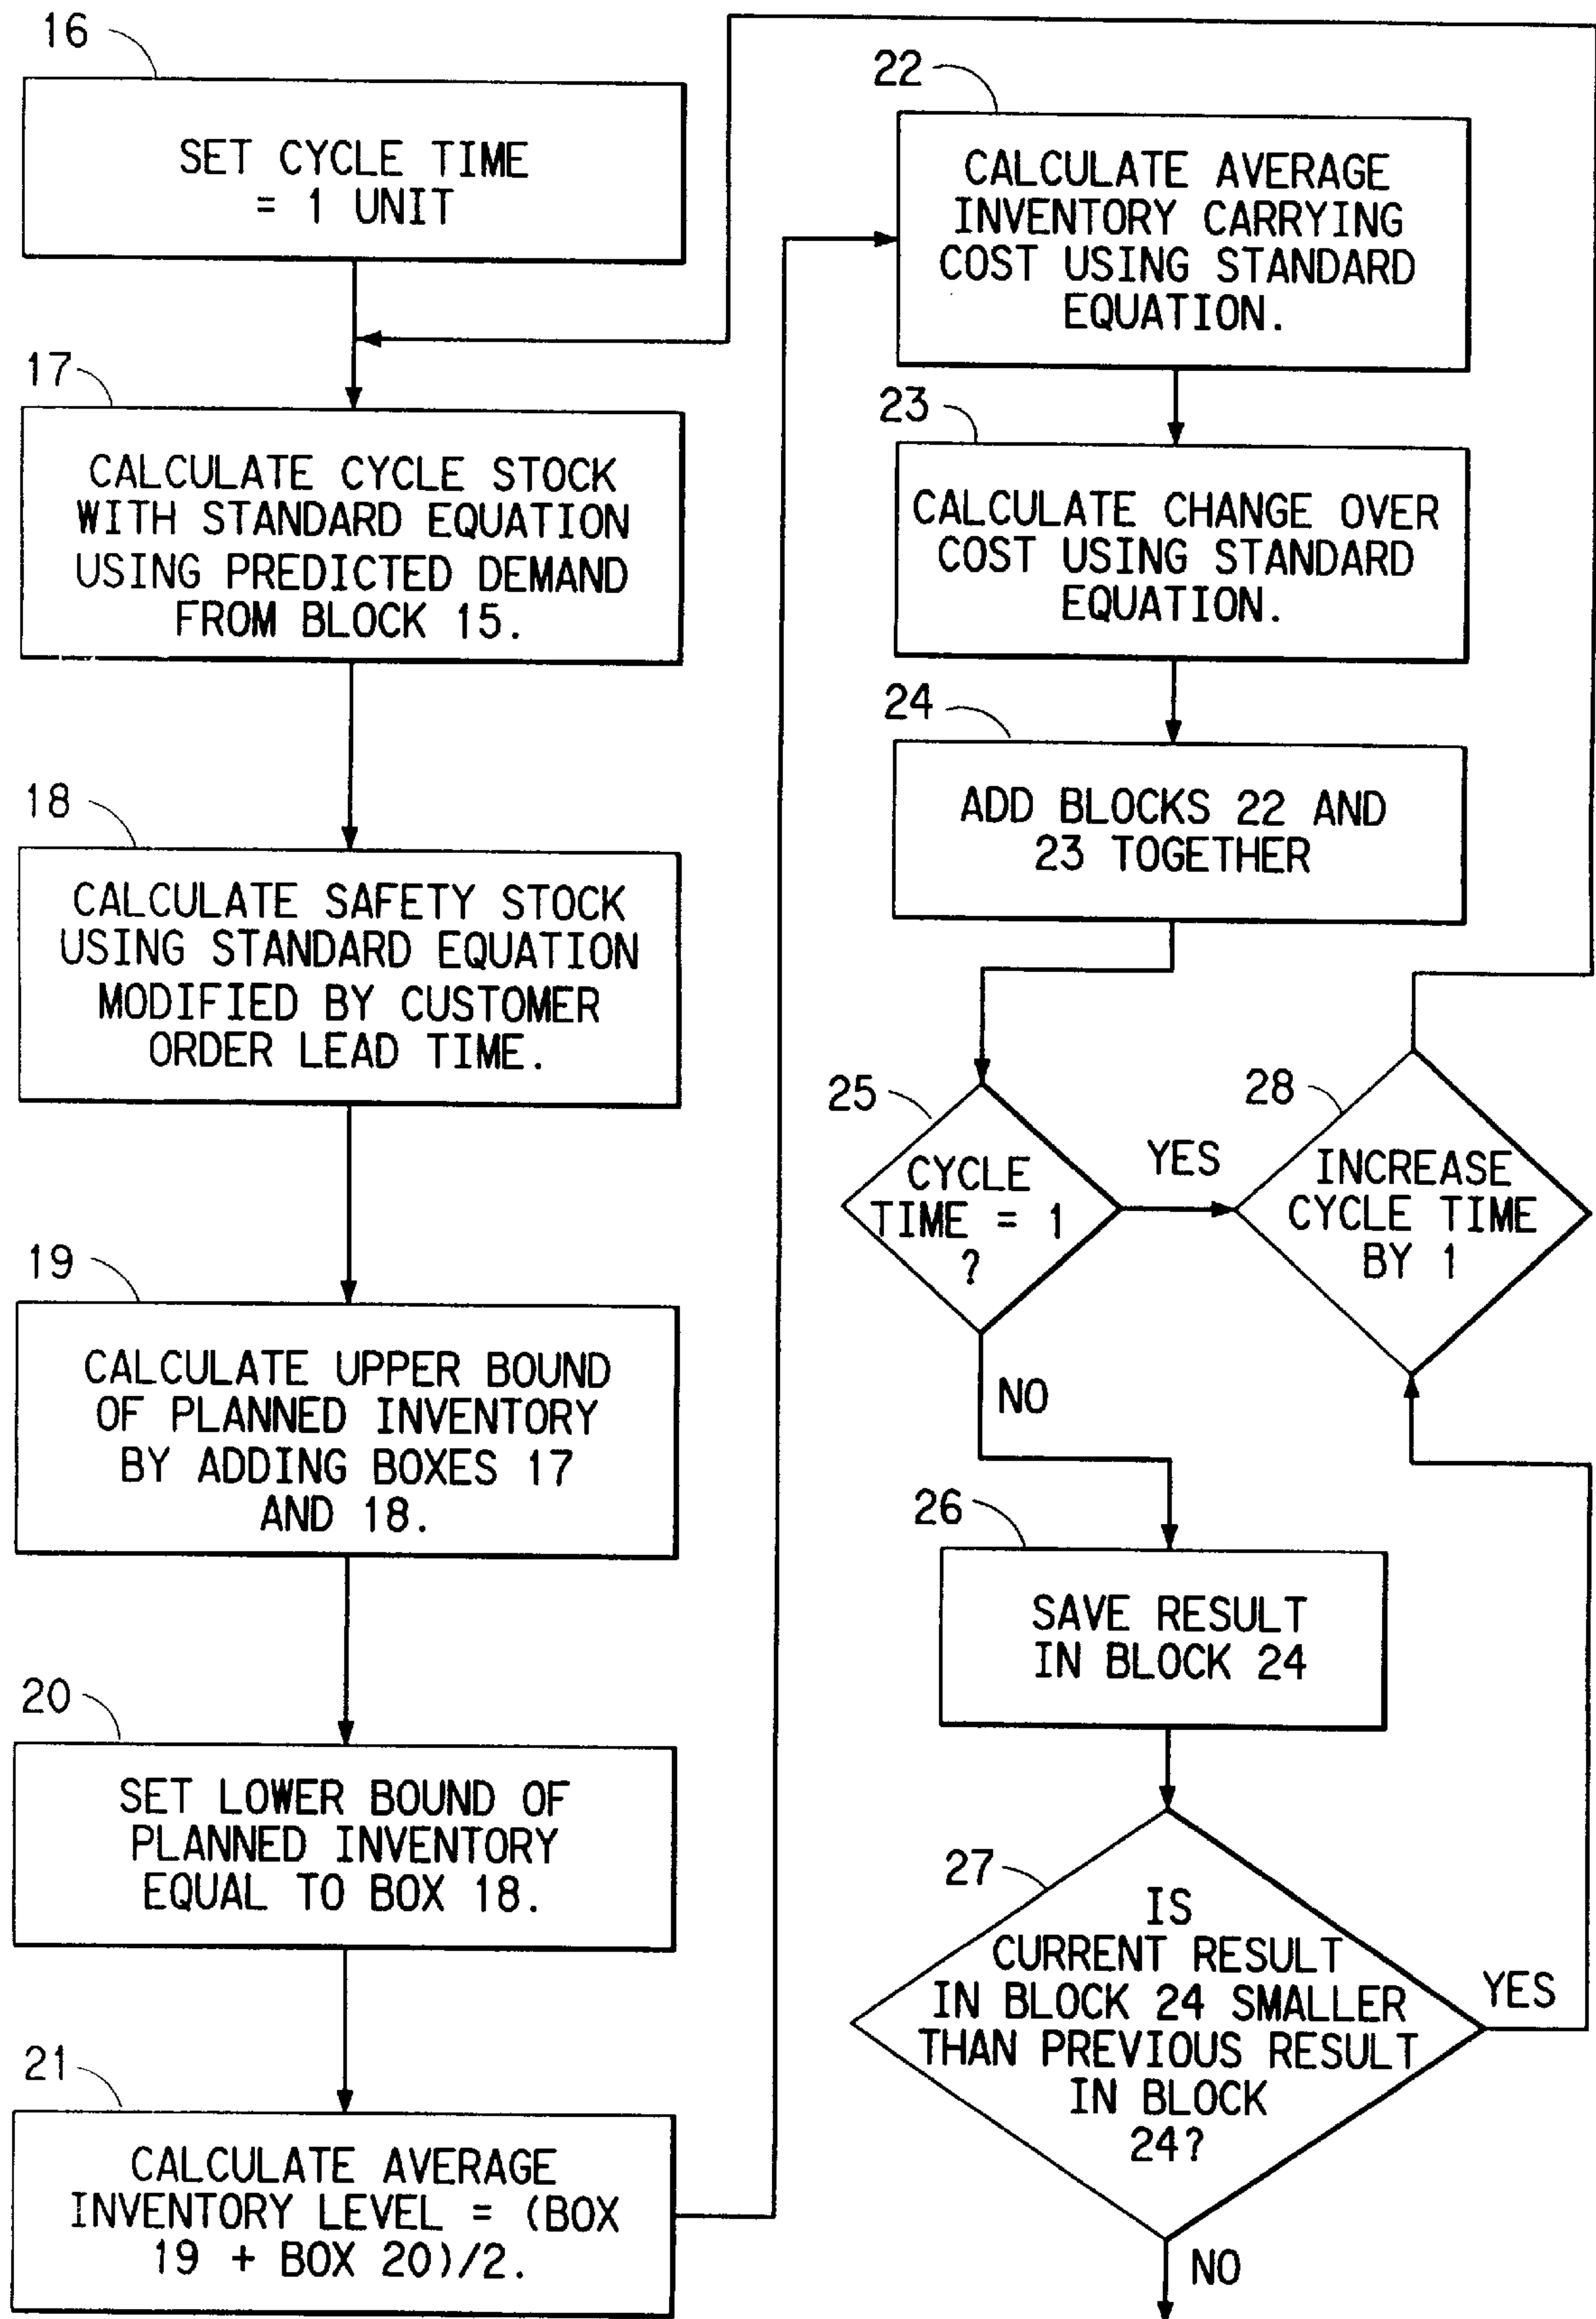 16
SET CYCLE TIME
= 1 UNIT
17
CALCULATE CYCLE STOCK
WITH STANDARD EQUATION
USING PREDICTED DEMAND
FROM BLOCK 15.
18
CALCULATE SAFETY STOCK
USING STANDARD EQUATION
MODIFIED BY CUSTOMER
ORDER LEAD TIME.
19
CALCULATE UPPER BOUND
OF PLANNED INVENTORY
BY ADDING BOXES 17
AND 18.
20
SET LOWER BOUND OF
PLANNED INVENTORY
EQUAL TO BOX 18.
21
CALCULATE AVERAGE
INVENTORY LEVEL = (BOX
19 + BOX 20)/2.
22
CALCULATE AVERAGE
INVENTORY CARRYING
COST USING STANDARD
EQUATION.
23
CALCULATE CHANGE OVER
COST USING STANDARD
EQUATION.
24
ADD BLOCKS 22 AND
23 TOGETHER
25
CYCLE
TIME = 1
?
YES
28
INCREASE
CYCLE TIME
BY 1
NO
26
SAVE RESULT
IN BLOCK 24
27
IS
CURRENT RESULT
IN BLOCK 24 SMALLER
THAN PREVIOUS RESULT
IN BLOCK
24?
YES
NO